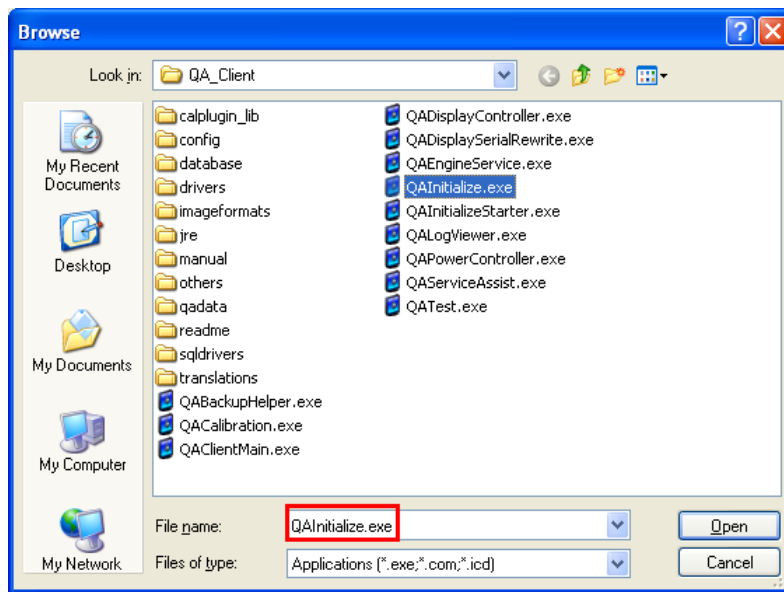 Browse
Look in:
QA_Client
My Recent
Documents
Desktop
My Documents
My Computer
My Network
calplugin_lib
config
database
drivers
imageformats
jre
manual
others
qadata
readme
sqldrivers
translations
QABackupHelper.exe
QACalibration.exe
QAClientMain.exe
QADisplayController.exe
QADisplaySerialRewrite.exe
QAEngineService.exe
QAInitialize.exe
QAInitializeStarter.exe
QALogViewer.exe
QAPowerController.exe
QAServiceAssist.exe
QATest.exe
File name:
QAInitialize.exe
Open
Files of type:
Applications (*.exe;*.com;*.icd)
Cancel